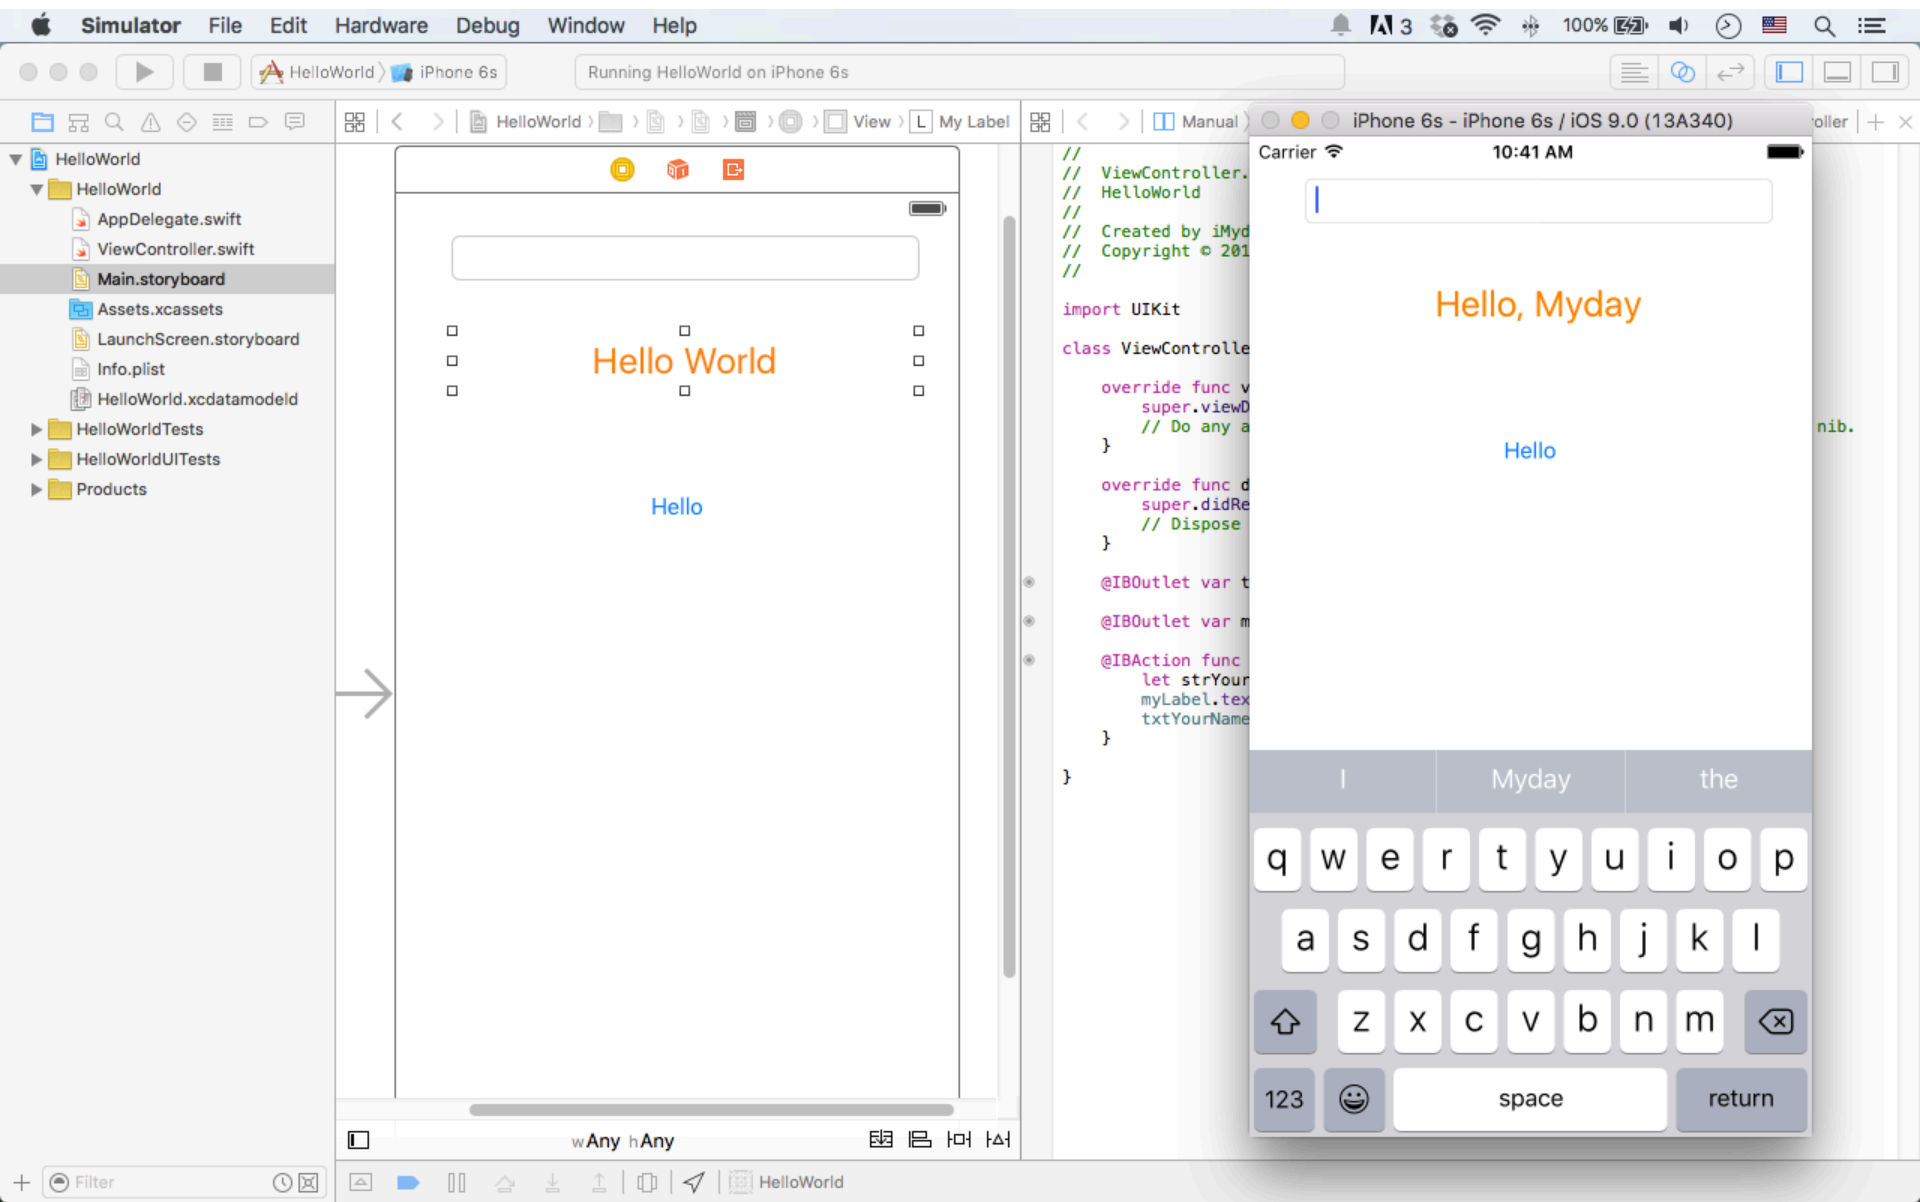 Simulator File Edit Hardware Debug Window Help 3 100%
HelloWorld iPhone 6s Running HelloWorld on iPhone 6s
HelloWorld View L My Label Manual iPhone 6s - iPhone 6s / iOS 9.0 (13A340) oller
HelloWorld
HelloWorld
AppDelegate.swift
ViewController.swift
Main.storyboard
Assets.xcassets
LaunchScreen.storyboard
Info.plist
HelloWorld.xcdatamodeld
HelloWorldTests
HelloWorldUITests
Products
Filter
Hello World
Hello
wAny hAny
HelloWorld
//
// ViewController.
// HelloWorld
//
// Created by iMyd
// Copyright © 201
//
import UIKit
class ViewControlle
override func v
super.viewD
// Do any a nib.
}
override func d
super.didRe
// Dispose
}
@IBOutlet var t
@IBOutlet var m
@IBAction func
let strYour
myLabel.tex
txtYourName
}
}
Carrier 10:41 AM
Hello, Myday
Hello
I Myday the
q w e r t y u i o p
a s d f g h j k l
z x c v b n m
123 space return